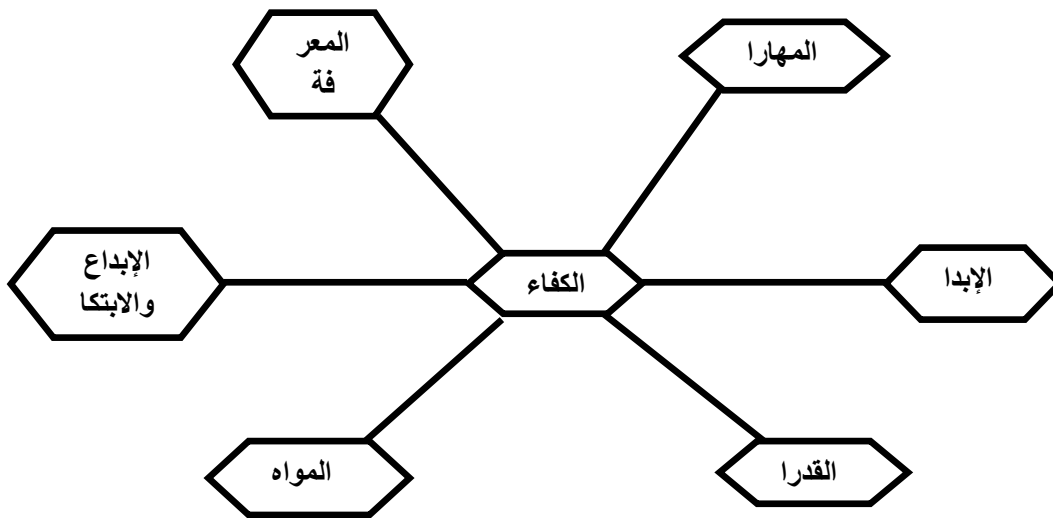 المعر
فة
المهارا
الإبداع
والابتكا
الكفاء
الإبدا
المواه
القدرا